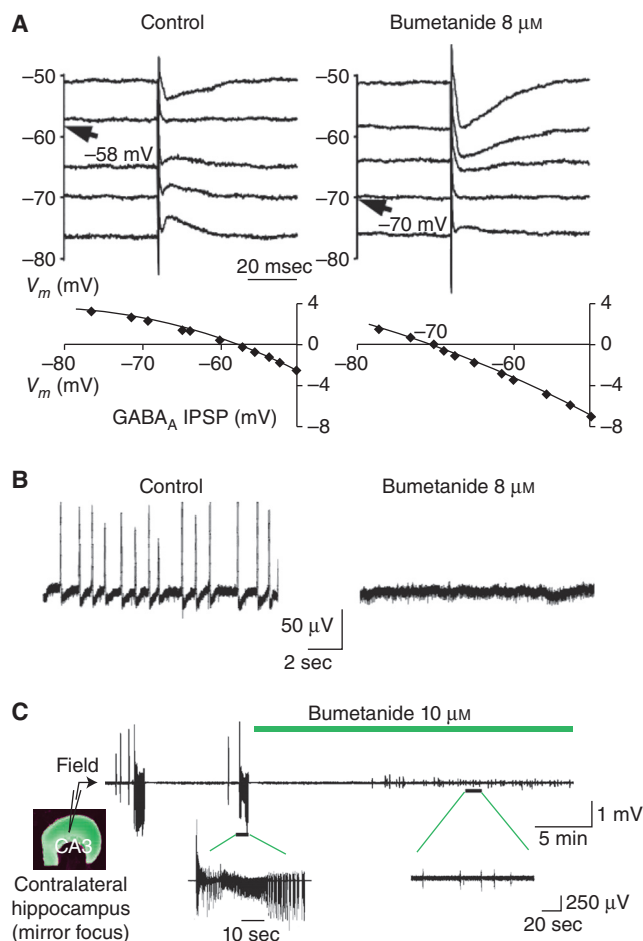 A
Control
Bumetanide 8 μM
−50
−60
−70
−80
−58 mV
20 msec
−50
−60
−70
−80
−70 mV
Vm (mV)
4
0
−4
−8
−80
−70
−60
Vm (mV)
GABAA IPSP (mV)
4
0
−4
−8
−80
−70
−60
B
Control
Bumetanide 8 μM
50 μV
2 sec
C
Bumetanide 10 μM
Field
CA3
Contralateral
hippocampus
(mirror focus)
1 mV
5 min
10 sec
250 μV
20 sec